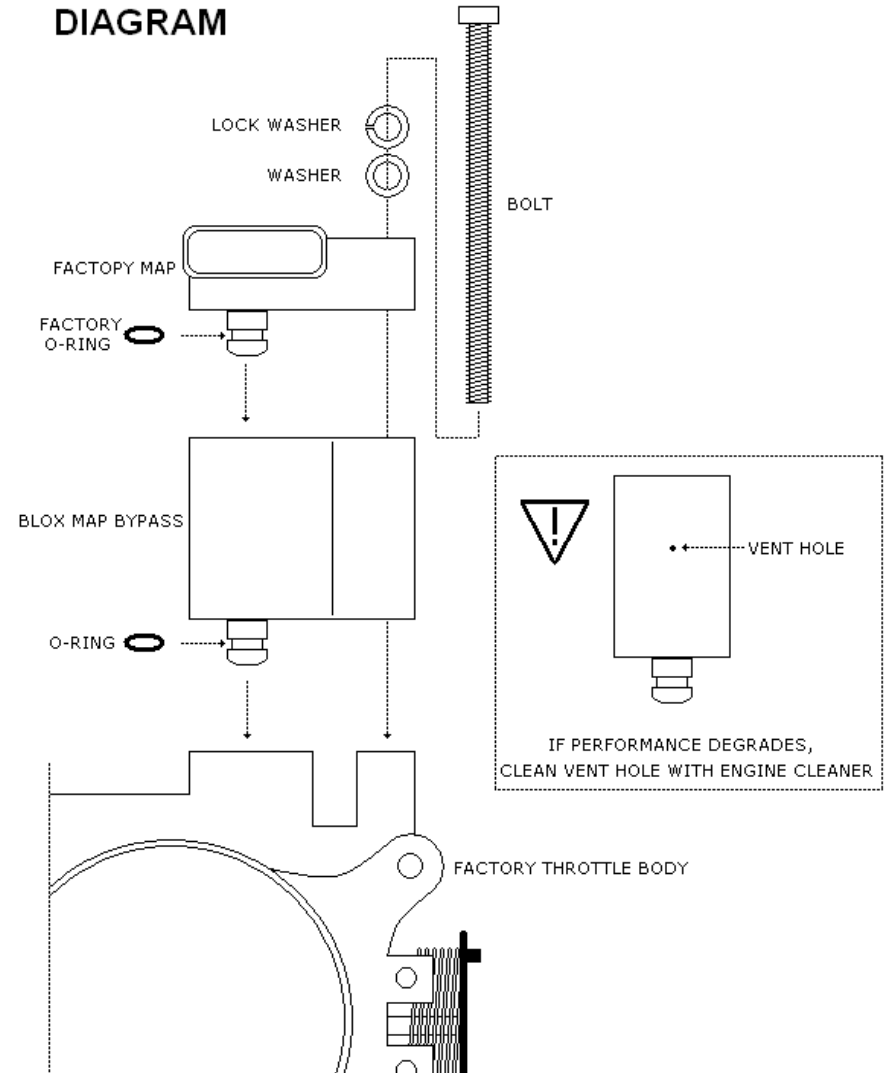 DIAGRAM
LOCK WASHER
WASHER
BOLT
FACTOPY MAP
FACTORY
O-RING
BLOX MAP BYPASS
!
VENT HOLE
O-RING
IF PERFORMANCE DEGRADES,
CLEAN VENT HOLE WITH ENGINE CLEANER
FACTORY THROTTLE BODY